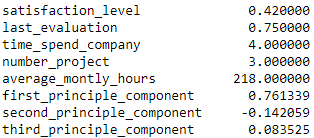 satisfaction_level 0.420000
last_evaluation 0.750000
time_spend_company 4.000000
number_project 3.000000
average_montly_hours 218.000000
first_principle_component 0.761339
second_principle_component -0.142059
third_principle_component 0.083525